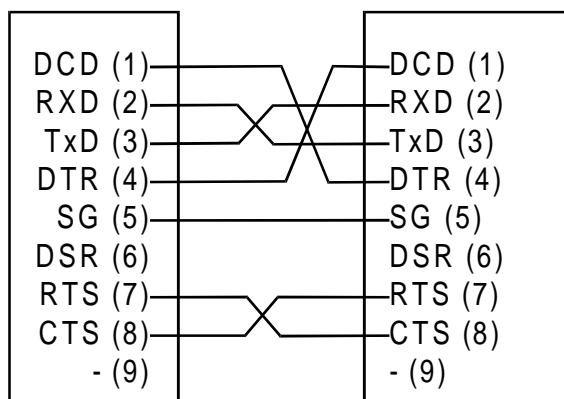 DCD (1) DCD (1)
RXD (2) RXD (2)
TxD (3) TxD (3)
DTR (4) DTR (4)
SG (5) SG (5)
DSR (6) DSR (6)
RTS (7) RTS (7)
CTS (8) CTS (8)
- (9) - (9)